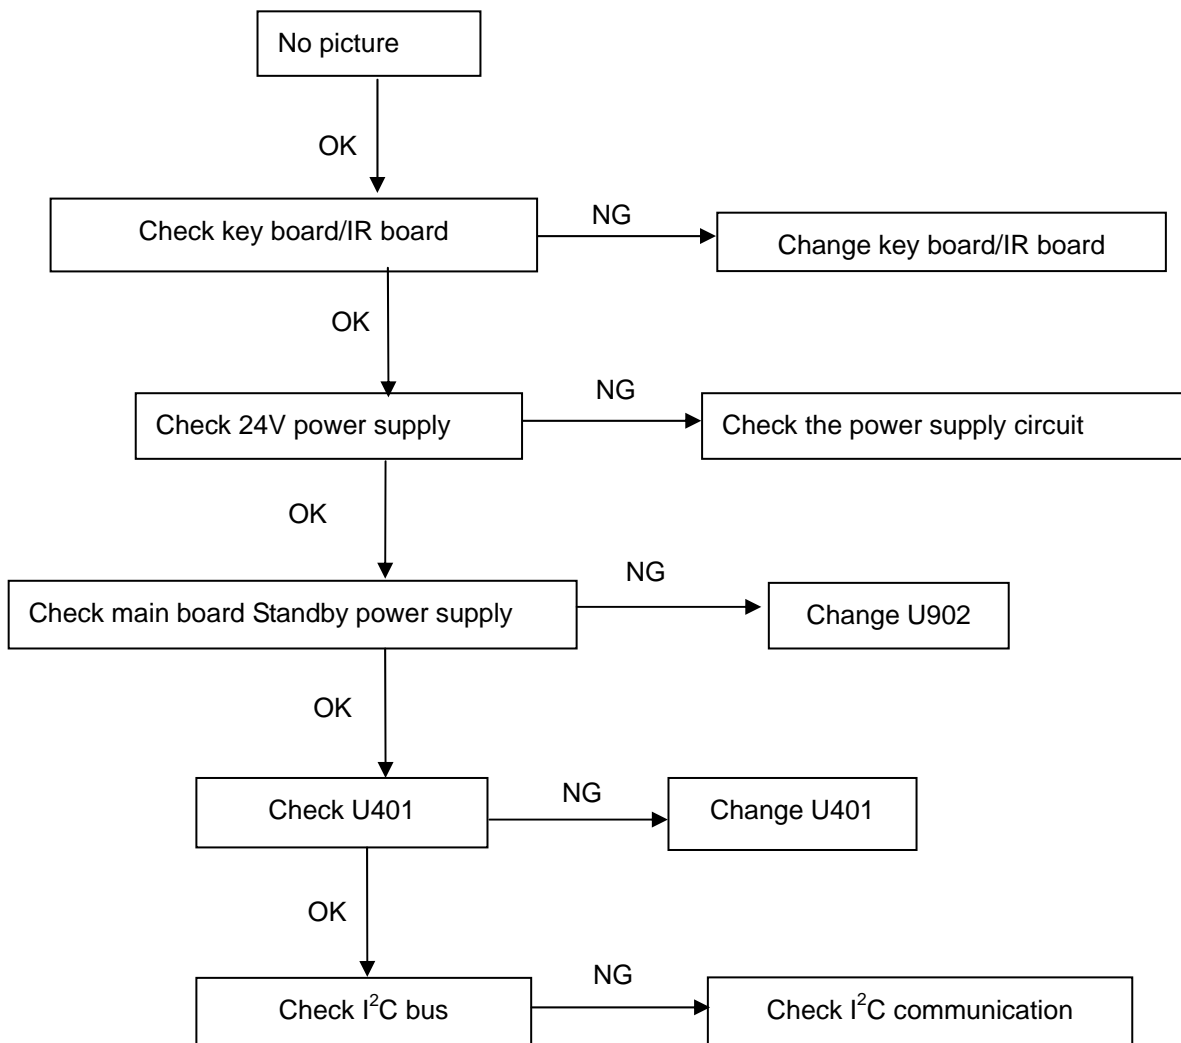 No picture
OK
Check key board/IR board
NG
Change key board/IR board
OK
Check 24V power supply
NG
Check the power supply circuit
OK
Check main board Standby power supply
NG
Change U902
OK
Check U401
NG
Change U401
OK
Check I²C bus
NG
Check I²C communication